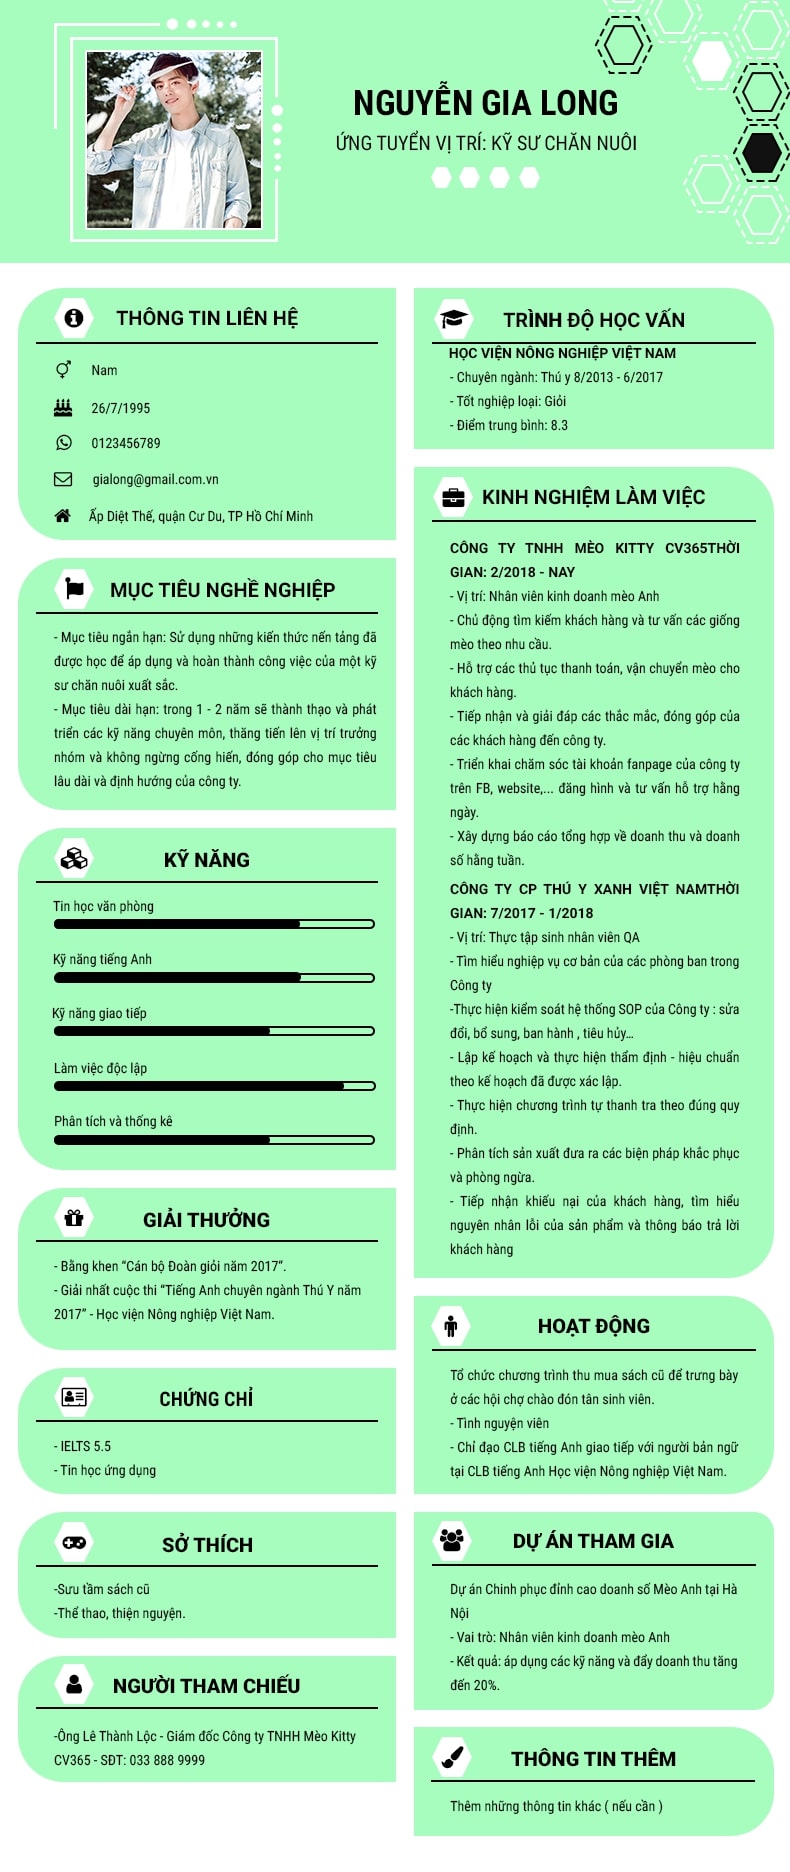 NGUYỄN GIA LONG
ỨNG TUYỂN VỊ TRÍ: KỸ SƯ CHĂN NUÔI
THÔNG TIN LIÊN HỆ
Nam
26/7/1995
0123456789
gialong@gmail.com.vn
Ấp Diệt Thế, quận Cư Du, TP Hồ Chí Minh
MỤC TIÊU NGHỀ NGHIỆP
- Mục tiêu ngắn hạn: Sử dụng những kiến thức nền tảng đã
được học để áp dụng và hoàn thành công việc của một kỹ
sư chăn nuôi xuất sắc.
- Mục tiêu dài hạn: trong 1 - 2 năm sẽ thành thạo và phát
triển các kỹ năng chuyên môn, thăng tiến lên vị trí trưởng
nhóm và không ngừng cống hiến, đóng góp cho mục tiêu
lâu dài và định hướng của công ty.
KỸ NĂNG
Tin học văn phòng
Kỹ năng tiếng Anh
Kỹ năng giao tiếp
Làm việc độc lập
Phân tích và thống kê
GIẢI THƯỞNG
- Bằng khen “Cán bộ Đoàn giỏi năm 2017”.
- Giải nhất cuộc thi “Tiếng Anh chuyên ngành Thú Y năm
2017” - Học viện Nông nghiệp Việt Nam.
CHỨNG CHỈ
- IELTS 5.5
- Tin học ứng dụng
SỞ THÍCH
-Sưu tầm sách cũ
-Thể thao, thiện nguyện.
NGƯỜI THAM CHIẾU
-Ông Lê Thành Lộc - Giám đốc Công ty TNHH Mèo Kitty
CV365 - SĐT: 033 888 9999
TRÌNH ĐỘ HỌC VẤN
HỌC VIỆN NÔNG NGHIỆP VIỆT NAM
- Chuyên ngành: Thú y 8/2013 - 6/2017
- Tốt nghiệp loại: Giỏi
- Điểm trung bình: 8.3
KINH NGHIỆM LÀM VIỆC
CÔNG TY TNHH MÈO KITTY CV365THỜI
GIAN: 2/2018 - NAY
- Vị trí: Nhân viên kinh doanh mèo Anh
- Chủ động tìm kiếm khách hàng và tư vấn các giống
mèo theo nhu cầu.
- Hỗ trợ các thủ tục thanh toán, vận chuyển mèo cho
khách hàng.
- Tiếp nhận và giải đáp các thắc mắc, đóng góp của
các khách hàng đến công ty.
- Triển khai chăm sóc tài khoản fanpage của công ty
trên FB, website,... đăng hình và tư vấn hỗ trợ hằng
ngày.
- Xây dựng báo cáo tổng hợp về doanh thu và doanh
số hằng tuần.
CÔNG TY CP THÚ Y XANH VIỆT NAMTHỜI
GIAN: 7/2017 - 1/2018
- Vị trí: Thực tập sinh nhân viên QA
- Tìm hiểu nghiệp vụ cơ bản của các phòng ban trong
Công ty
-Thực hiện kiểm soát hệ thống SOP của Công ty : sửa
đổi, bổ sung, ban hành , tiêu hủy…
- Lập kế hoạch và thực hiện thẩm định - hiệu chuẩn
theo kế hoạch đã được xác lập.
- Thực hiện chương trình tự thanh tra theo đúng quy
định.
- Phân tích sản xuất đưa ra các biện pháp khắc phục
và phòng ngừa.
- Tiếp nhận khiếu nại của khách hàng, tìm hiểu
nguyên nhân lỗi của sản phẩm và thông báo trả lời
khách hàng
HOẠT ĐỘNG
Tổ chức chương trình thu mua sách cũ để trưng bày
ở các hội chợ chào đón tân sinh viên.
- Tình nguyện viên
- Chỉ đạo CLB tiếng Anh giao tiếp với người bản ngữ
tại CLB tiếng Anh Học viện Nông nghiệp Việt Nam.
DỰ ÁN THAM GIA
Dự án Chinh phục đỉnh cao doanh số Mèo Anh tại Hà
Nội
- Vai trò: Nhân viên kinh doanh mèo Anh
- Kết quả: áp dụng các kỹ năng và đẩy doanh thu tăng
đến 20%.
THÔNG TIN THÊM
Thêm những thông tin khác ( nếu cần )